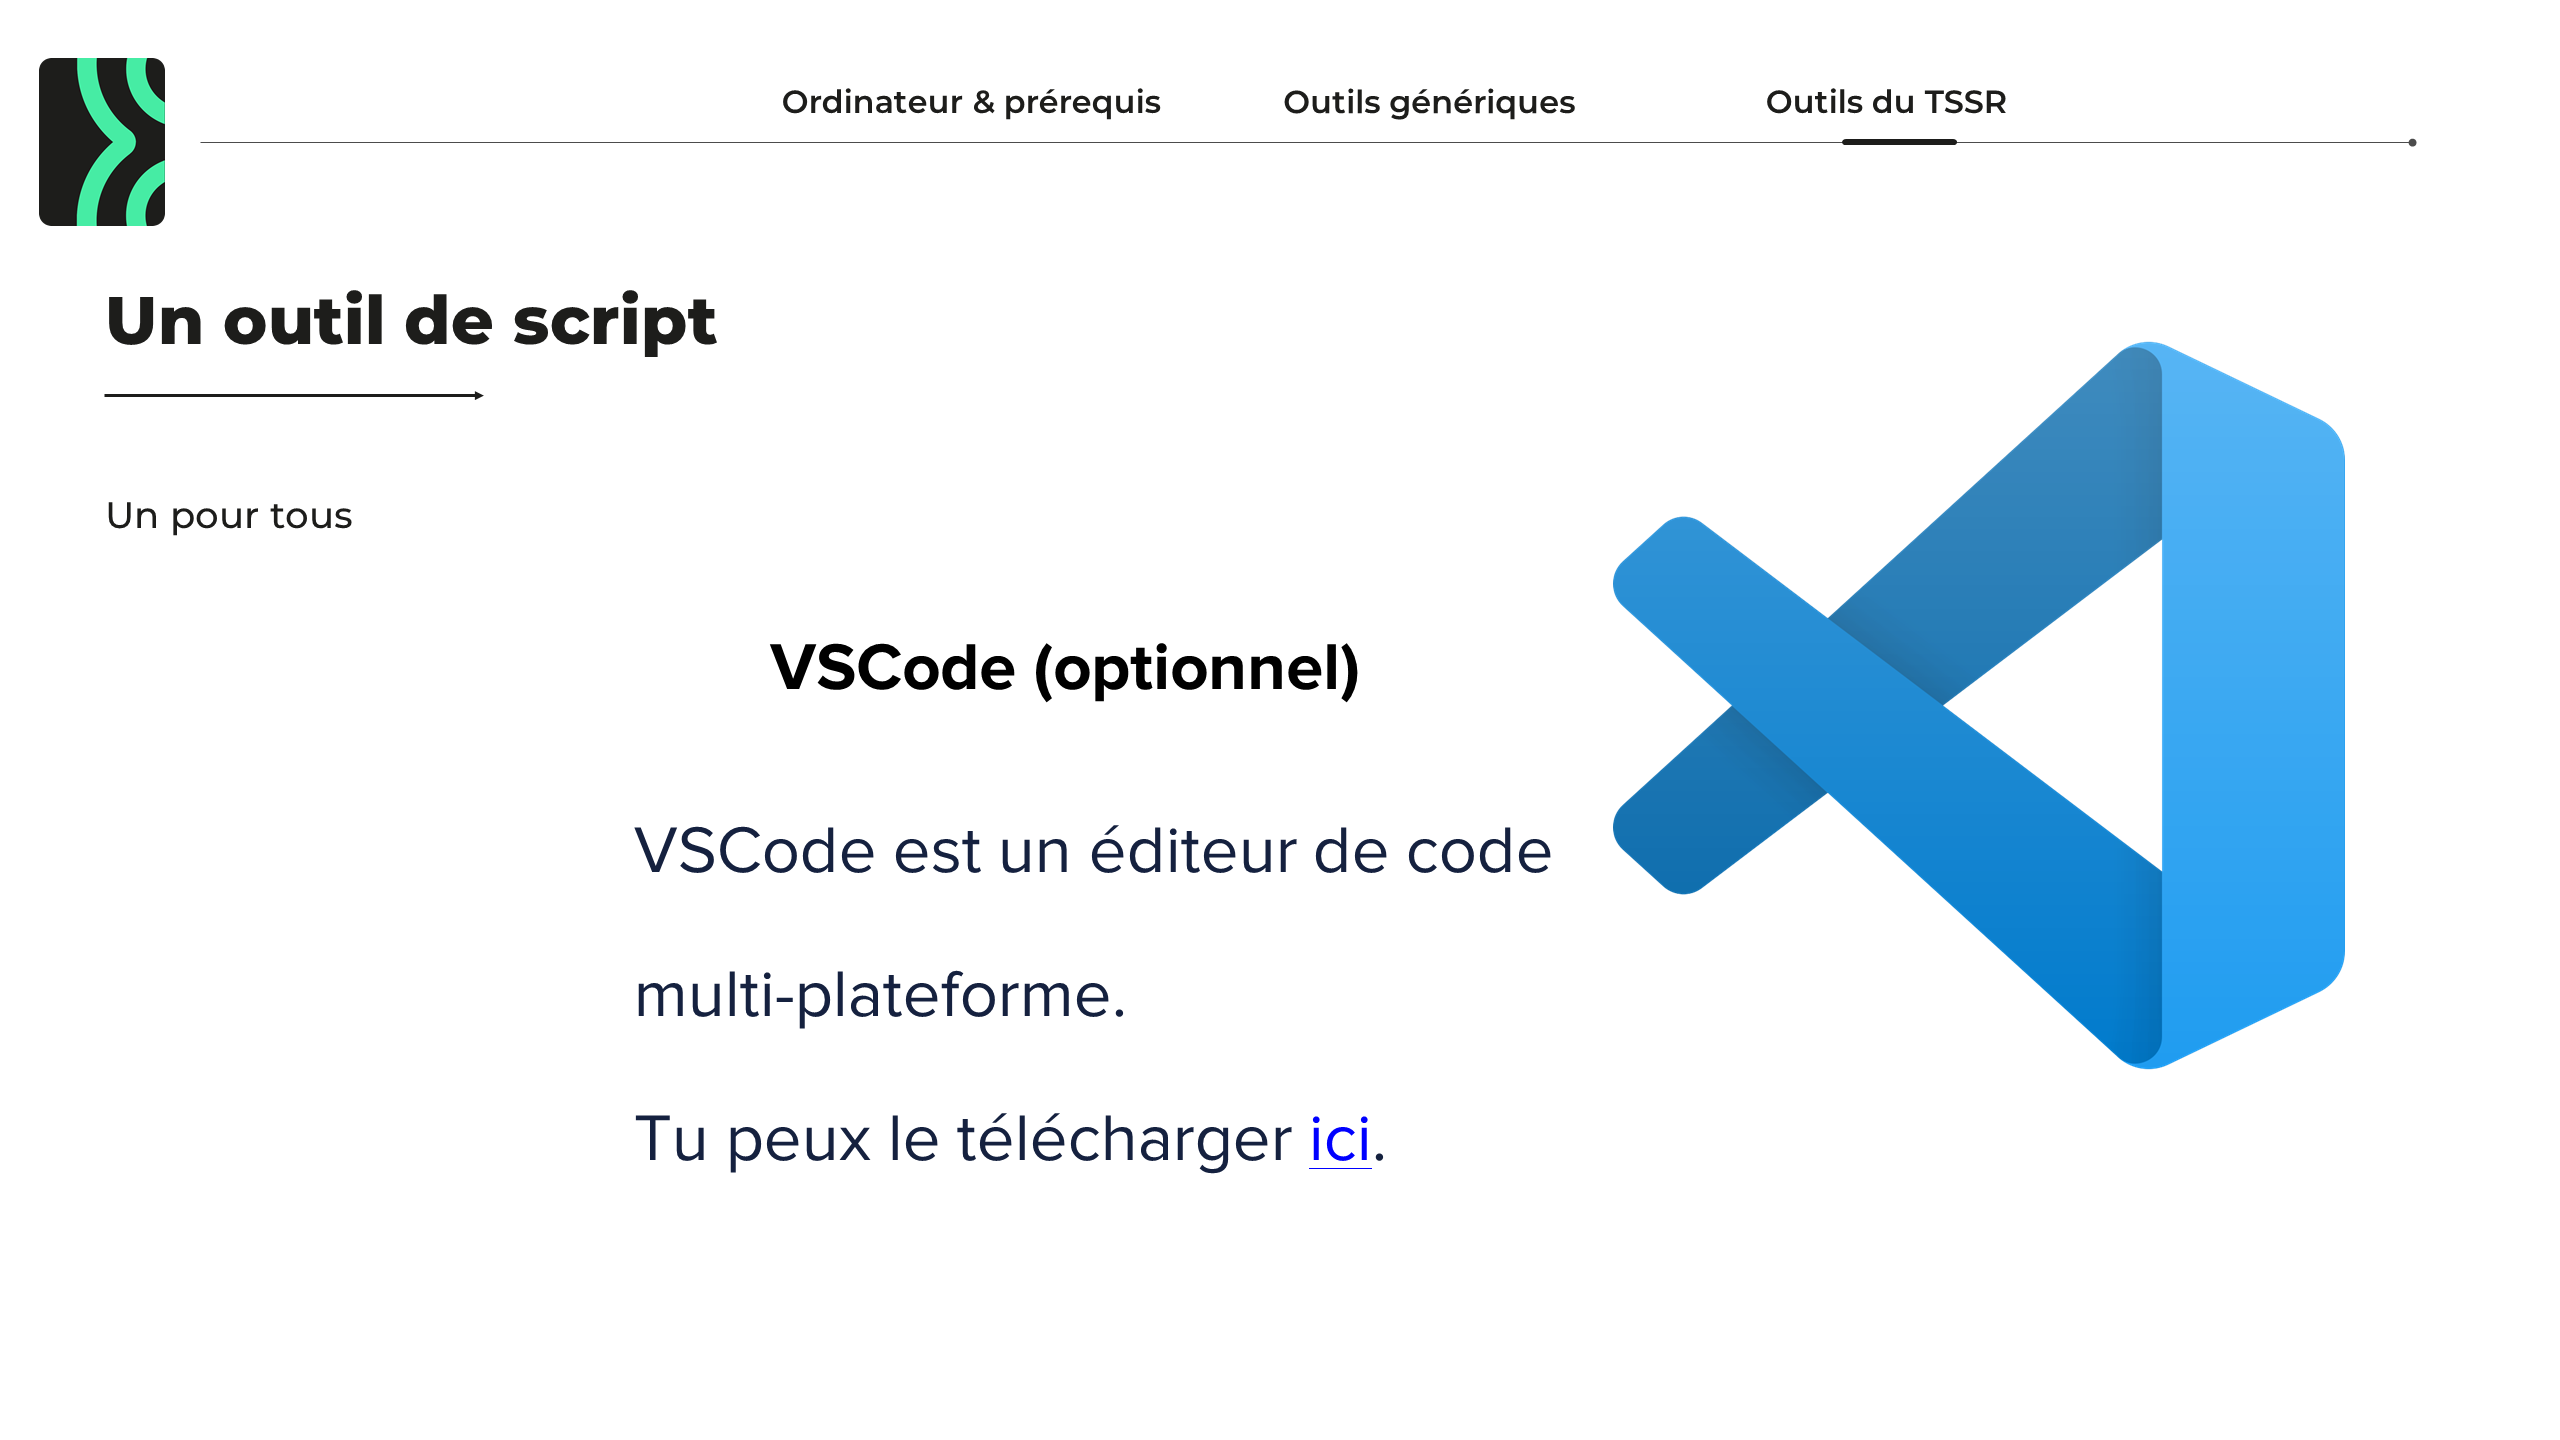 Ordinateur & prérequis
Outils génériques
Outils du TSSR
Un outil de script
Un pour tous
VSCode (optionnel)
VSCode est un éditeur de code
multi-plateforme.
Tu peux le télécharger ici.